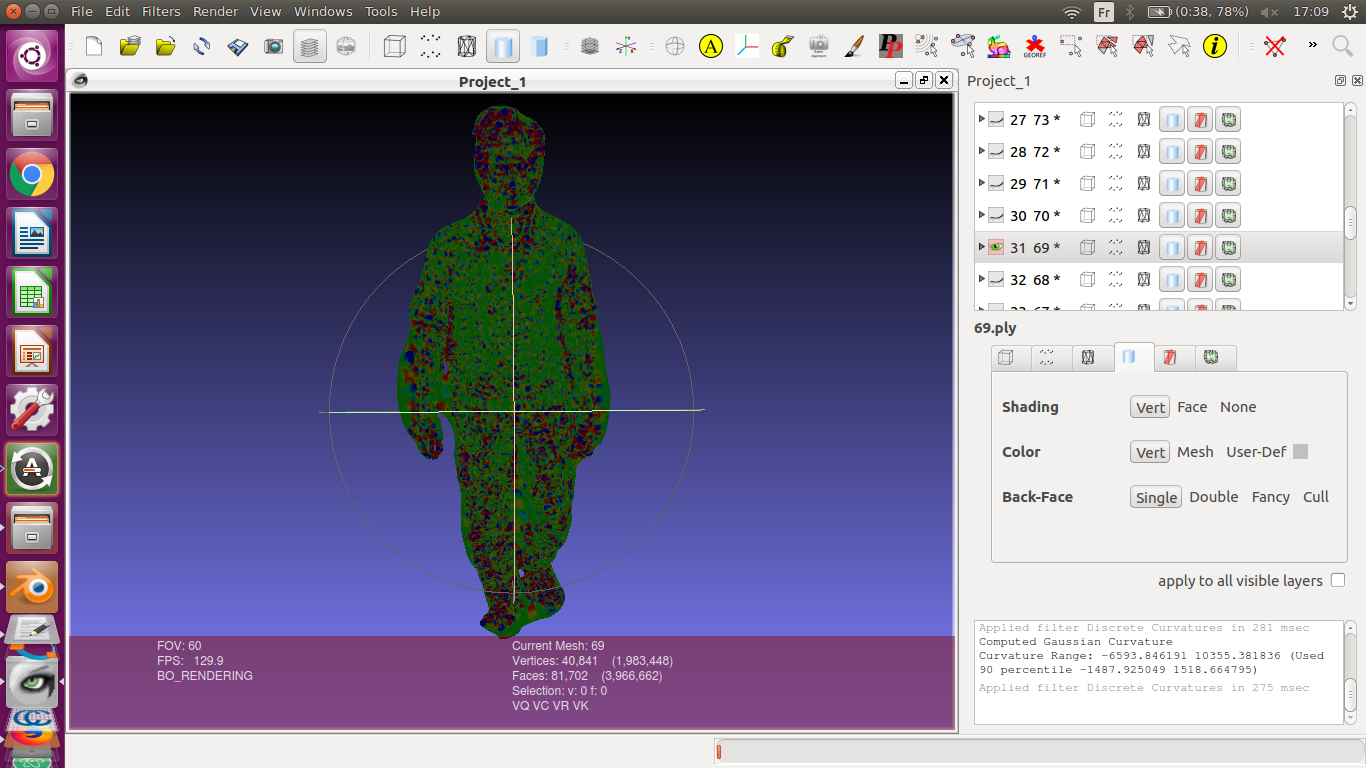 File Edit Filters Render View Windows Tools Help
Fr
(0:38, 78%)
17:09
A
PP
GEOREF
»
Project_1
Project_1
27 73 *
28 72 *
29 71 *
30 70 *
31 69 *
32 68 *
33 67 *
69.ply
Shading Vert Face None
Color Vert Mesh User-Def
Back-Face Single Double Fancy Cull
apply to all visible layers
FOV: 60
FPS: 129.9
BO_RENDERING
Current Mesh: 69
Vertices: 40,841 (1,983,448)
Faces: 81,702 (3,966,662)
Selection: v: 0 f: 0
VQ VC VR VK
Applied filter Discrete Curvatures in 281 msec
Computed Gaussian Curvature
Curvature Range: -6593.846191 10355.381836 (Used
90 percentile -1487.925049 1518.664795)
Applied filter Discrete Curvatures in 275 msec